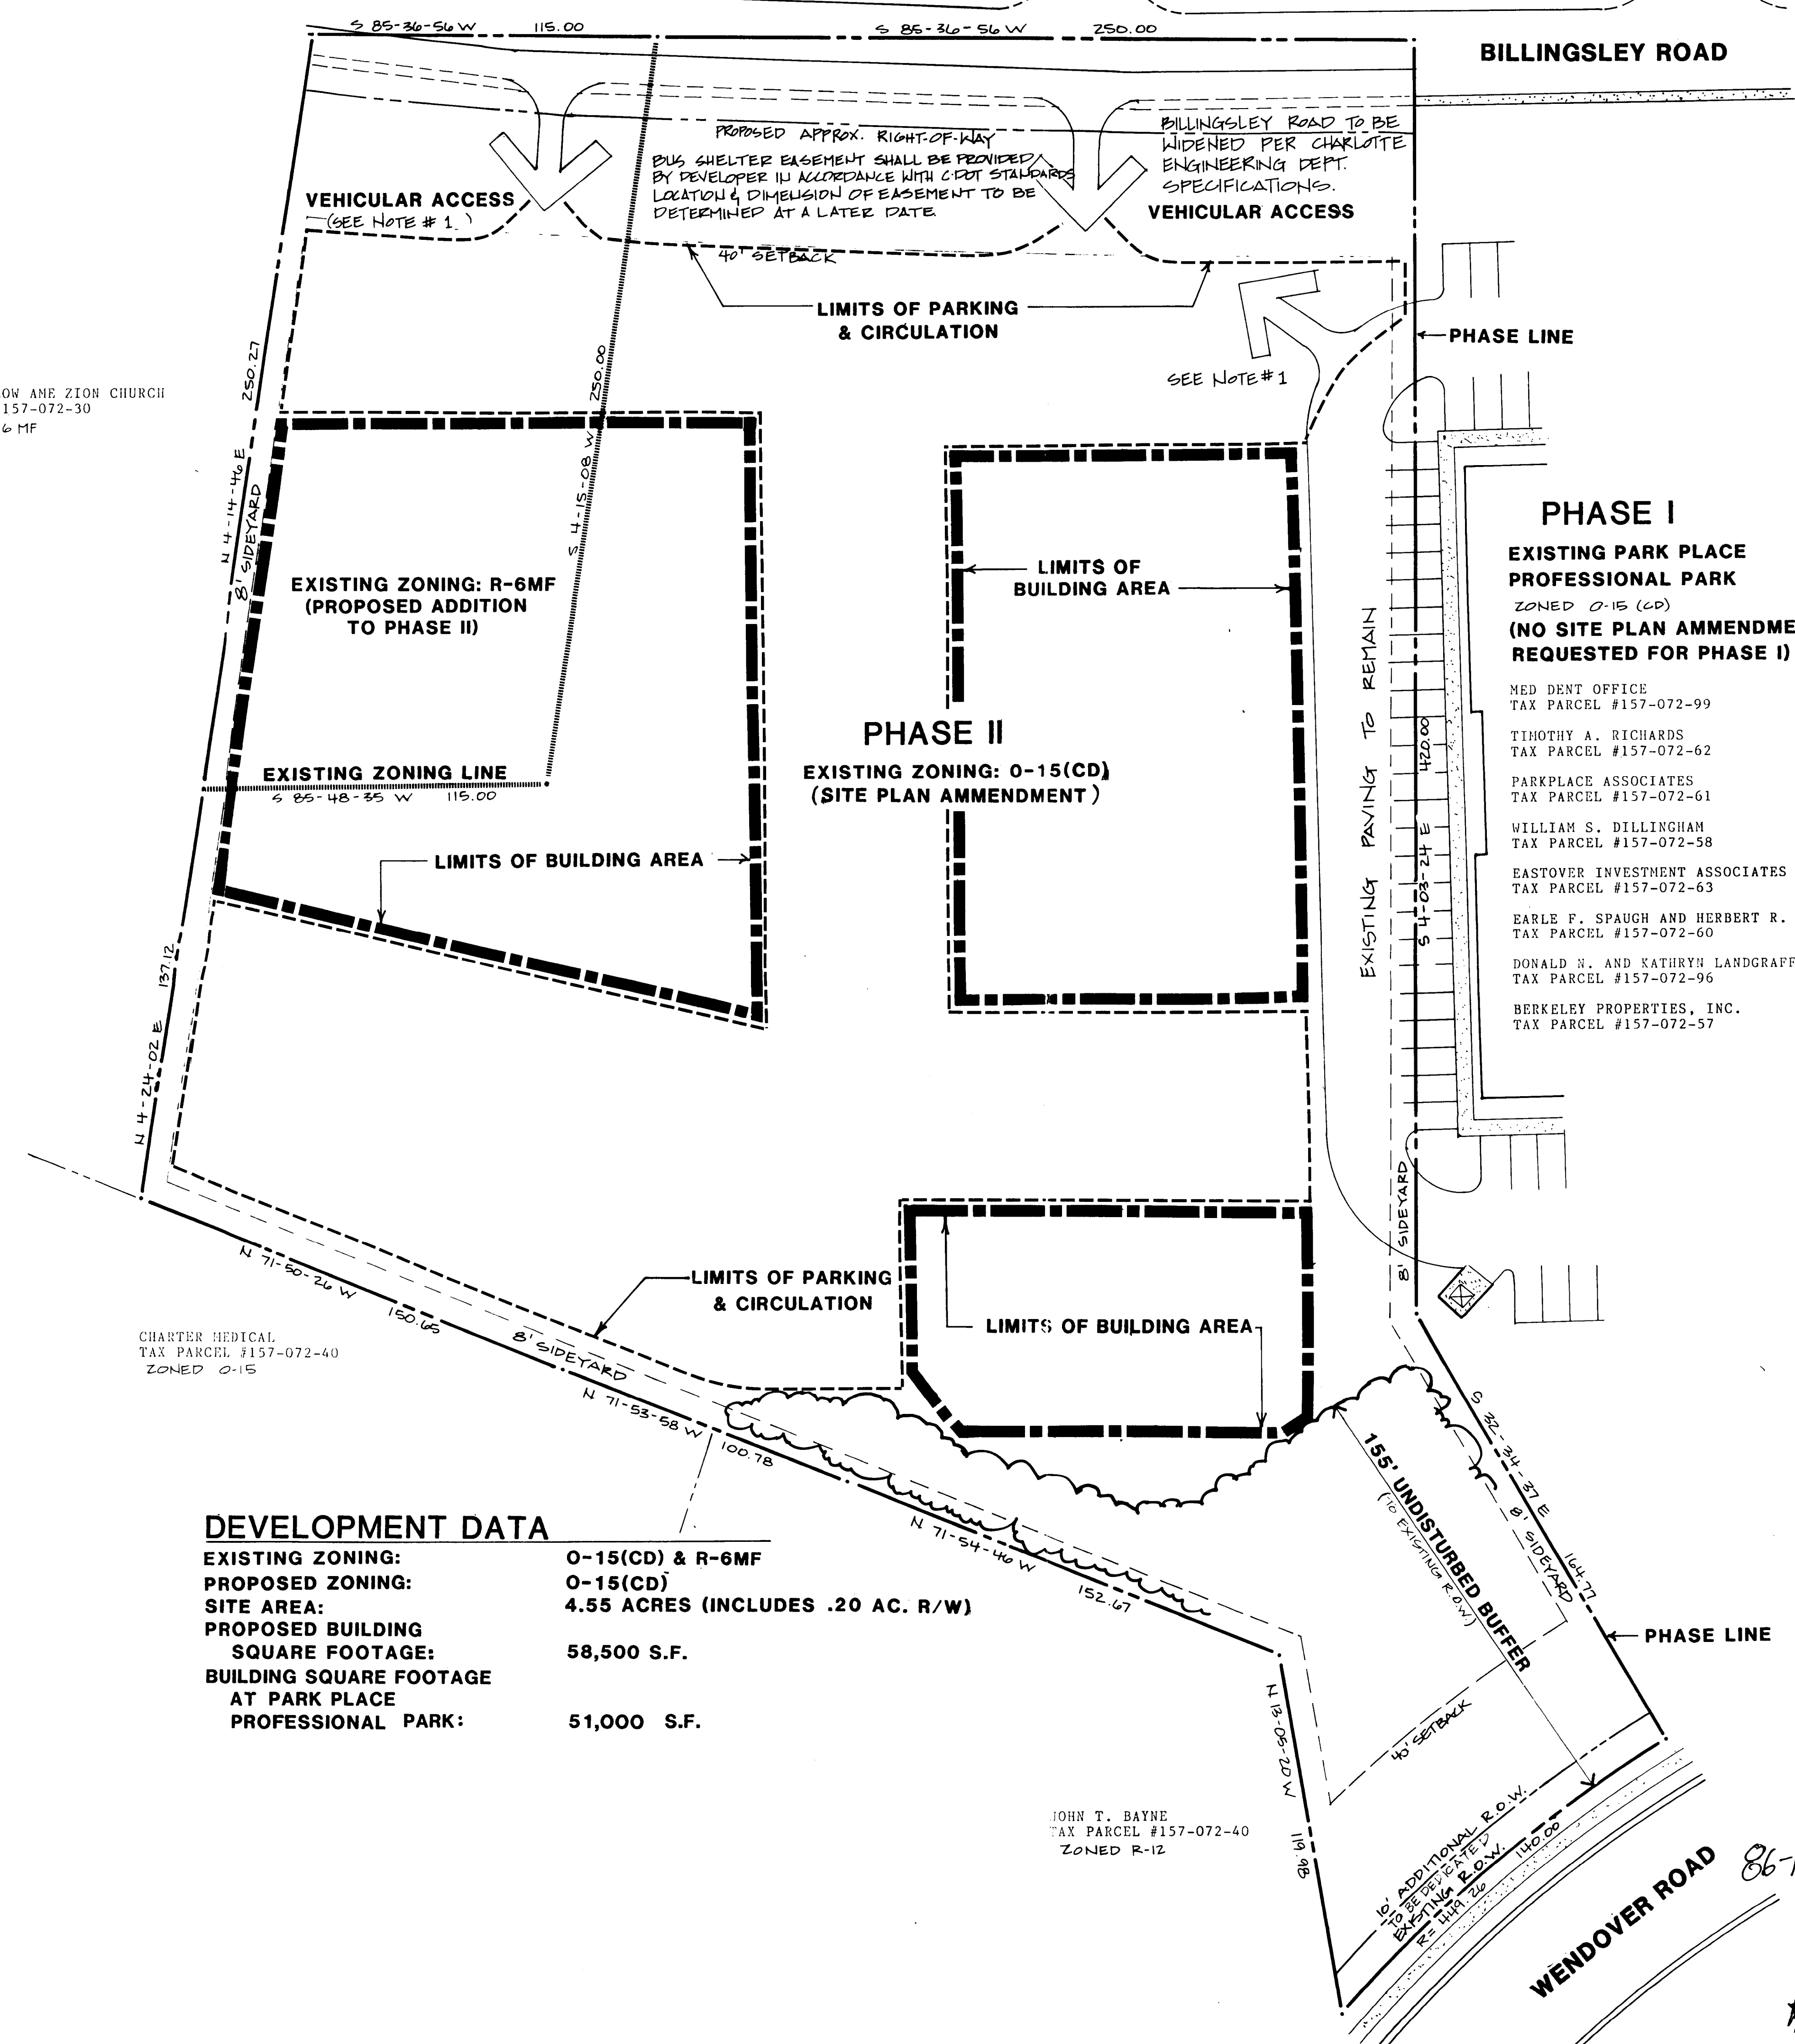 S 85-36-56 W 115.00
S 85-36-56 W 250.00
BILLINGSLEY ROAD
PROPOSED APPROX. RIGHT-OF-WAY
BUS SHELTER EASEMENT SHALL BE PROVIDED
BY DEVELOPER IN ACCORDANCE WITH C-DOT STANDARDS
LOCATION & DIMENSION OF EASEMENT TO BE
DETERMINED AT A LATER DATE.
BILLINGSLEY ROAD TO BE
WIDENED PER CHARLOTTE
ENGINEERING DEPT.
SPECIFICATIONS.
VEHICULAR ACCESS
(SEE NOTE # 1.)
VEHICULAR ACCESS
40' SETBACK
LIMITS OF PARKING
& CIRCULATION
PHASE LINE
SEE NOTE # 1
OW AME ZION CHURCH
157-072-30
6 MF
N 4-14-46 E 250.27
8' SIDEYARD
S 4-15-08 W 250.00
EXISTING ZONING: R-6MF
(PROPOSED ADDITION
TO PHASE II)
LIMITS OF
BUILDING AREA
PHASE I
EXISTING PARK PLACE
PROFESSIONAL PARK
ZONED 0-15 (CD)
(NO SITE PLAN AMMENDME
REQUESTED FOR PHASE I)
MED DENT OFFICE
TAX PARCEL #157-072-99
TIMOTHY A. RICHARDS
TAX PARCEL #157-072-62
PARKPLACE ASSOCIATES
TAX PARCEL #157-072-61
WILLIAM S. DILLINGHAM
TAX PARCEL #157-072-58
EASTOVER INVESTMENT ASSOCIATES
TAX PARCEL #157-072-63
EARLE F. SPAUGH AND HERBERT R.
TAX PARCEL #157-072-60
DONALD N. AND KATHRYN LANDGRAFF
TAX PARCEL #157-072-96
BERKELEY PROPERTIES, INC.
TAX PARCEL #157-072-57
EXISTING PAVING TO REMAIN
S 4-03-24 E 420.00
8' SIDEYARD
PHASE II
EXISTING ZONING: O-15(CD)
(SITE PLAN AMMENDMENT)
EXISTING ZONING LINE
S 85-48-35 W 115.00
LIMITS OF BUILDING AREA
N 4-24-02 E 137.12
N 71-50-26 W 150.65
LIMITS OF PARKING
& CIRCULATION
8' SIDEYARD
LIMITS OF BUILDING AREA
CHARTER MEDICAL
TAX PARCEL #157-072-40
ZONED 0-15
N 71-53-58 W 100.78
N 71-54-46 W 152.67
S 32-34-37 E 164.77
8' SIDEYARD
155' UNDISTURBED BUFFER
(TO EXISTING R.O.W.)
PHASE LINE
40' SETBACK
DEVELOPMENT DATA
EXISTING ZONING: O-15(CD) & R-6MF
PROPOSED ZONING: O-15(CD)
SITE AREA: 4.55 ACRES (INCLUDES .20 AC. R/W)
PROPOSED BUILDING
SQUARE FOOTAGE: 58,500 S.F.
BUILDING SQUARE FOOTAGE
AT PARK PLACE
PROFESSIONAL PARK: 51,000 S.F.
N 13-05-20 W 119.98
JOHN T. BAYNE
TAX PARCEL #157-072-40
ZONED R-12
10' ADDITIONAL R.O.W.
TO BE DEDICATED
EXISTING R.O.W.
R= 449.26 140.00
WENDOVER ROAD
86-